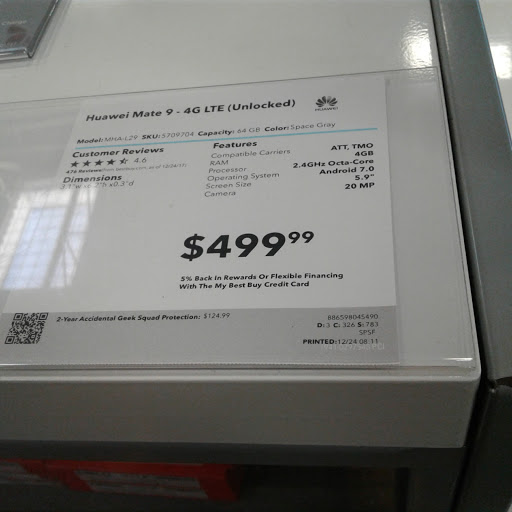 Huawei Mate 9 - 4G LTE (Unlocked)
HUAWEI
Model: MHA-L29 SKU: 5709704 Capacity: 64 GB Color: Space Gray
Customer Reviews
4.6
476 Reviews
Dimensions
Features
Compatible Carriers ATT, TMO
RAM 4GB
Processor 2.4GHz Octa-Core
Operating System Android 7.0
Screen Size 5.9"
Camera 20 MP
$499.99
5% Back In Rewards Or Flexible Financing
With The My Best Buy Credit Card
2-Year Accidental Geek Squad Protection: $124.99
886598045490
D: 3 C: 326 S: 783
SPSF
PRINTED: 12/24 08:11